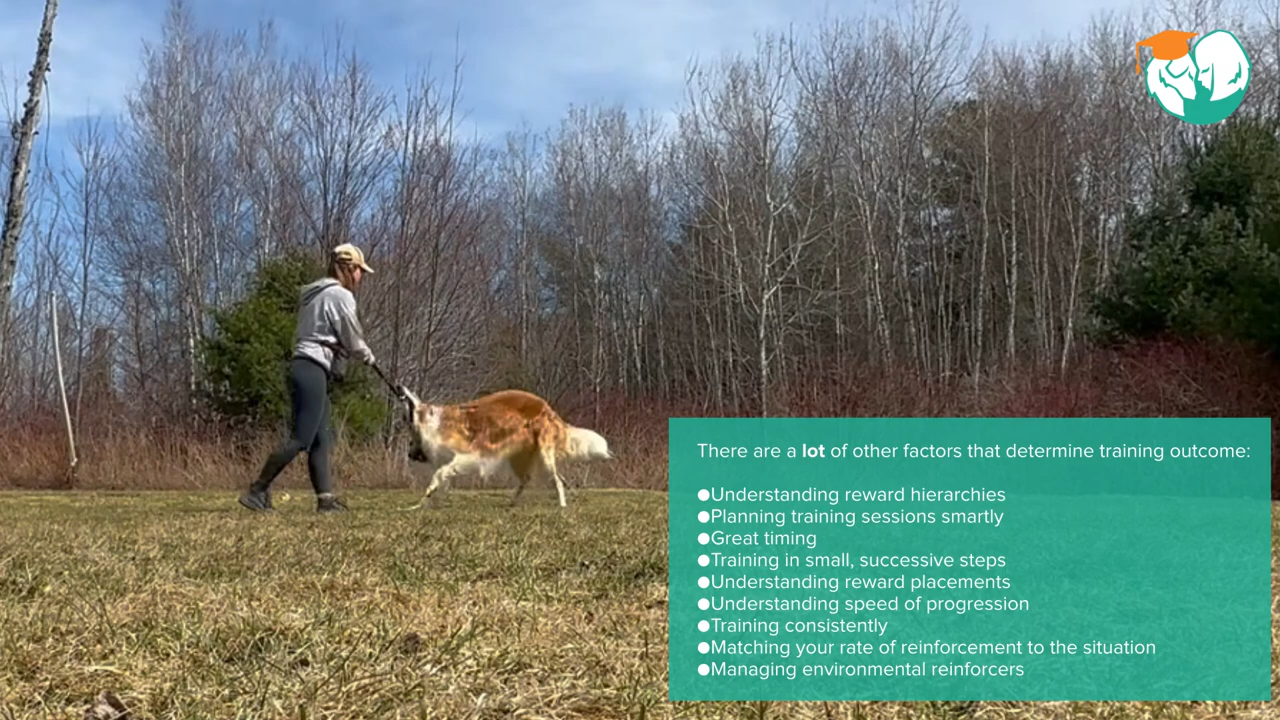 There are a lot of other factors that determine training outcome:
●Understanding reward hierarchies
●Planning training sessions smartly
●Great timing
●Training in small, successive steps
●Understanding reward placements
●Understanding speed of progression
●Training consistently
●Matching your rate of reinforcement to the situation
●Managing environmental reinforcers